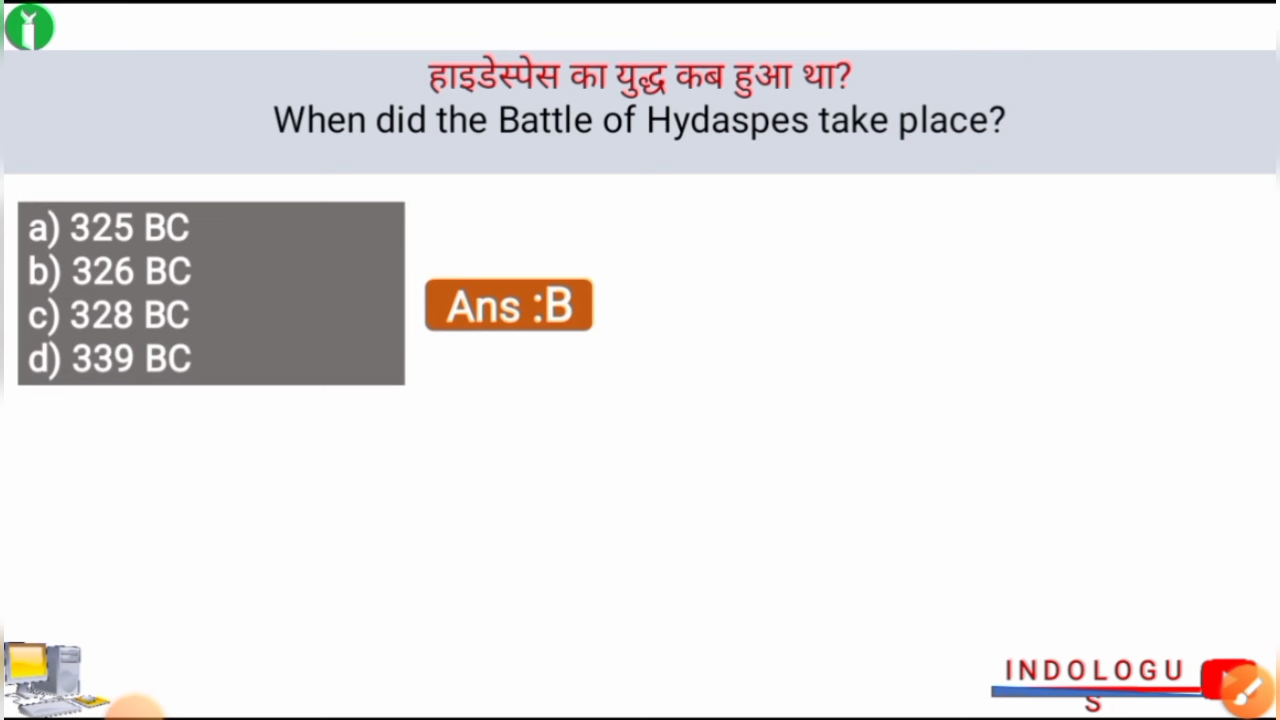 हाइडेस्पेस का युद्ध कब हुआ था?
When did the Battle of Hydaspes take place?
a) 325 BC
b) 326 BC
c) 328 BC
d) 339 BC
Ans :B
INDOLOGU
S